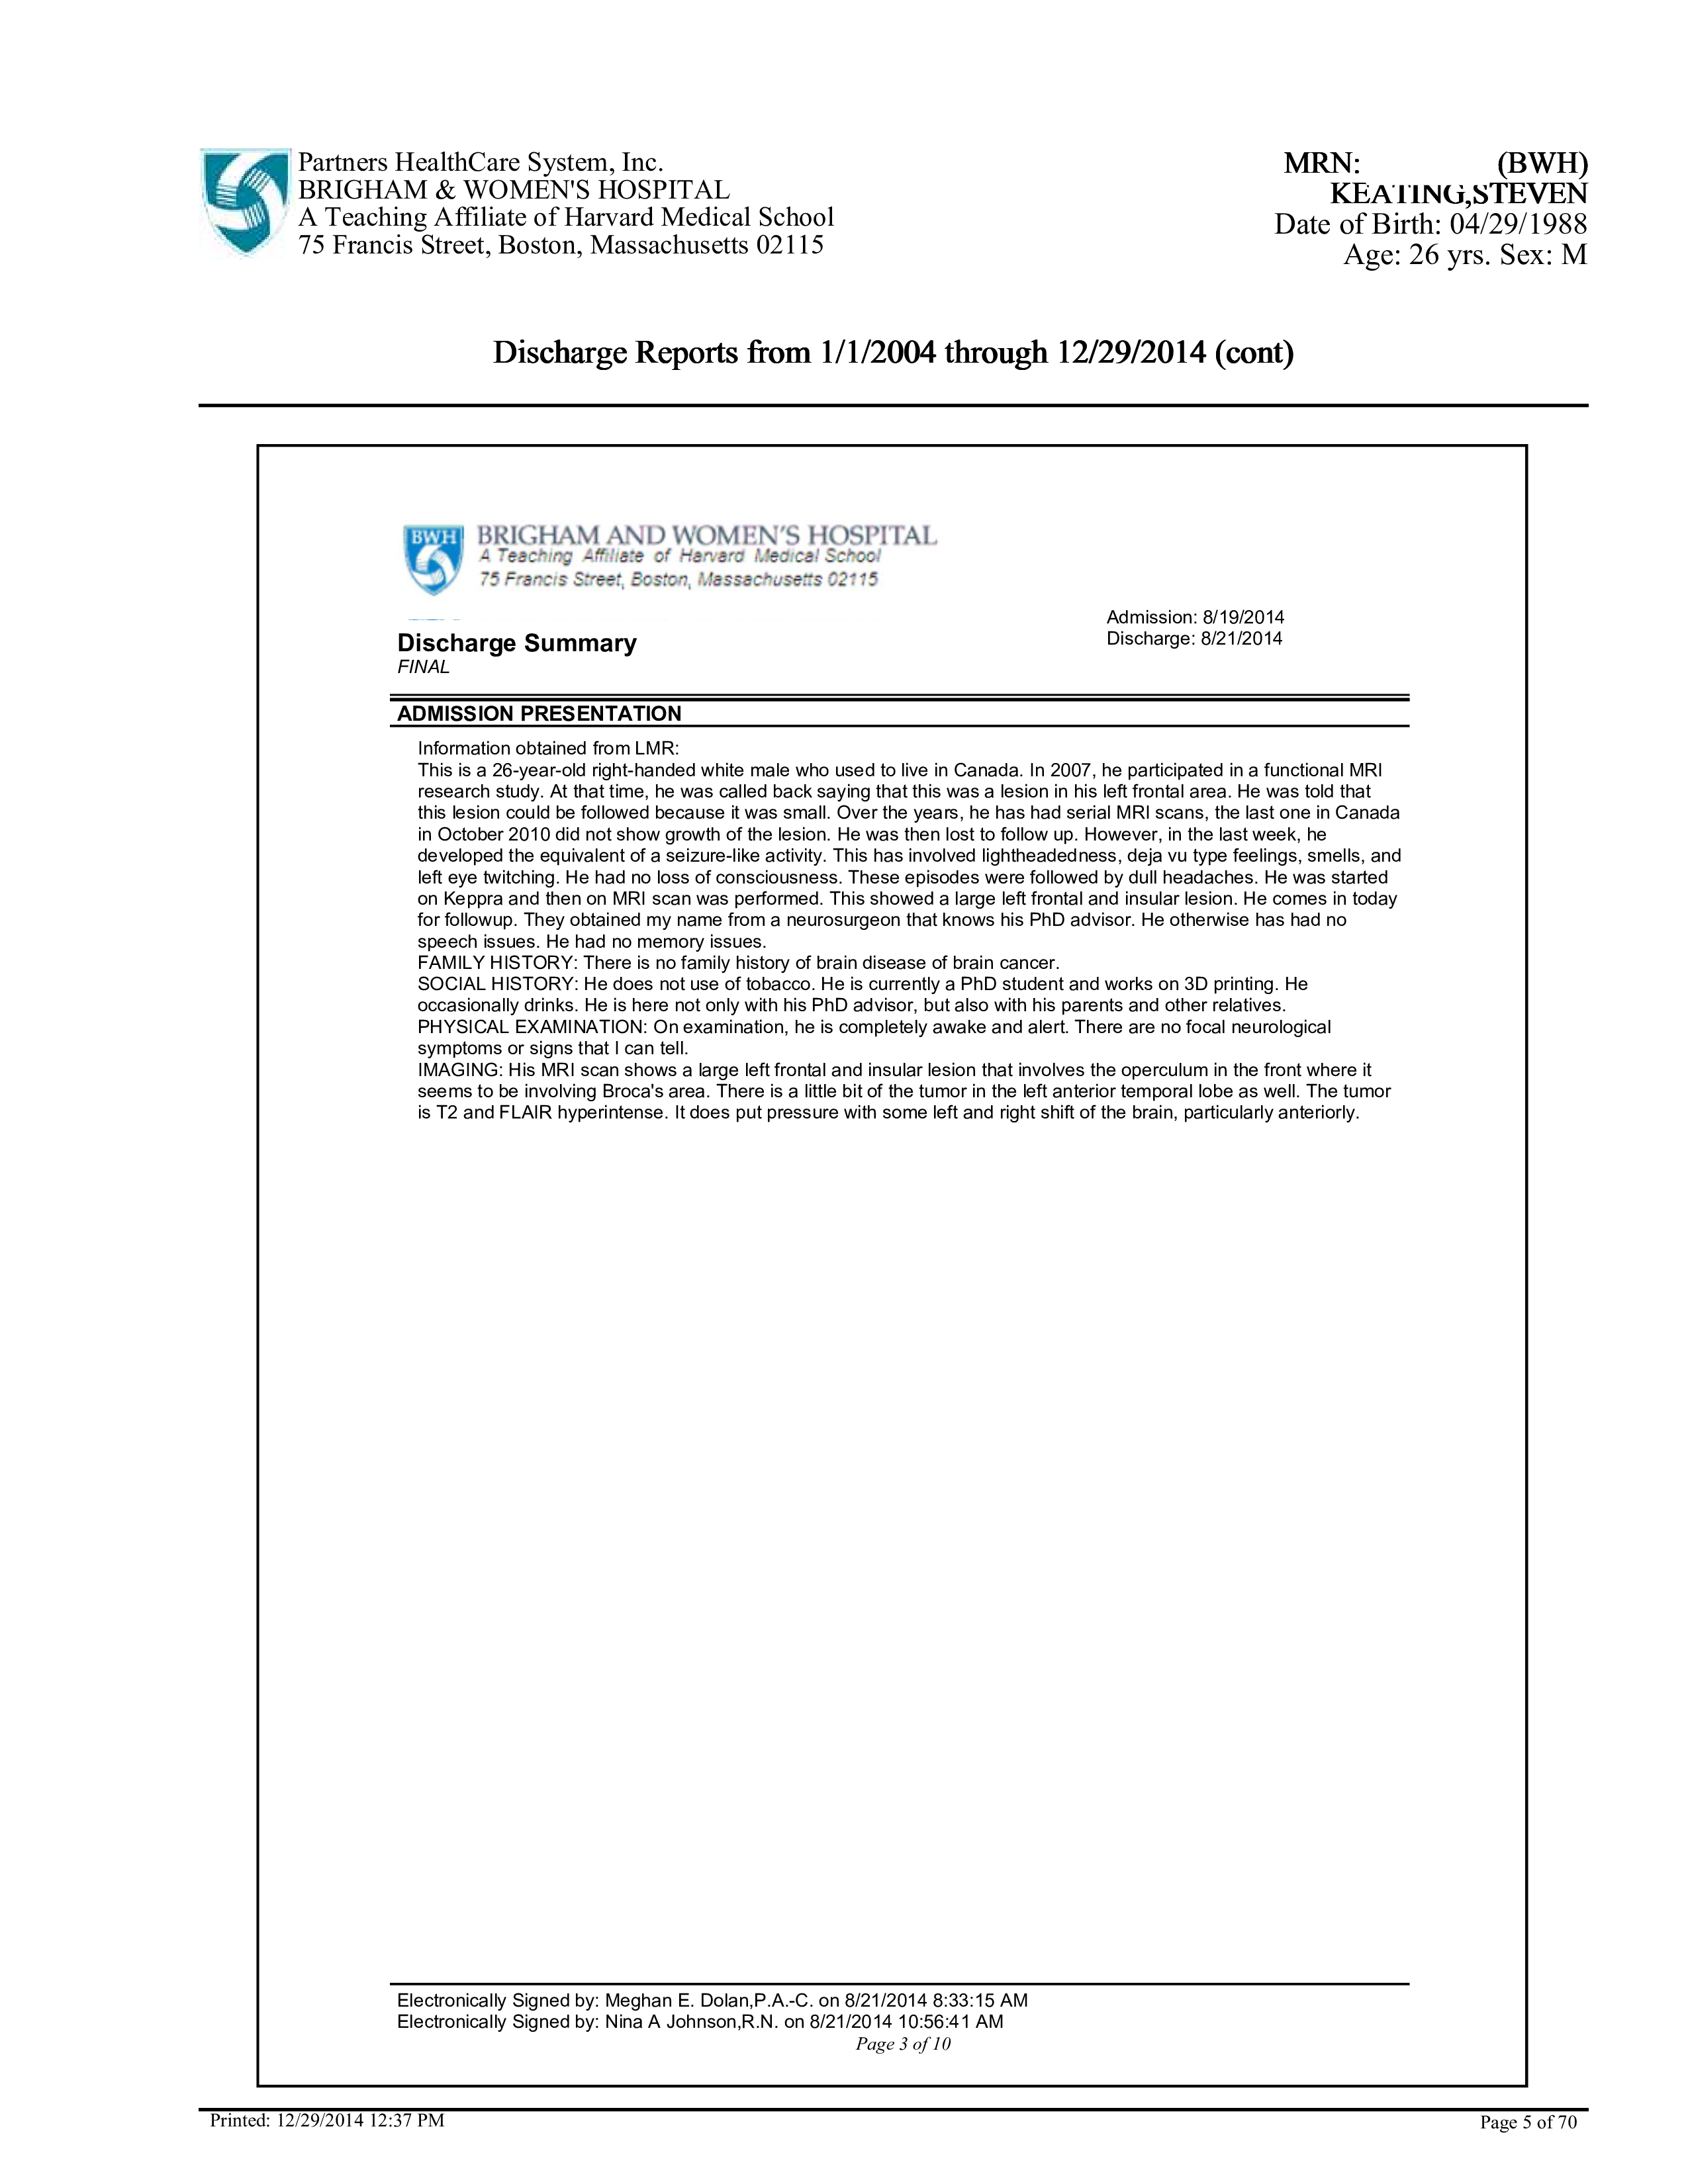 Partners HealthCare System, Inc.
BRIGHAM & WOMEN'S HOSPITAL
A Teaching Affiliate of Harvard Medical School
75 Francis Street, Boston, Massachusetts 02115
MRN: (BWH)
KEATING,STEVEN
Date of Birth: 04/29/1988
Age: 26 yrs. Sex: M
Discharge Reports from 1/1/2004 through 12/29/2014 (cont)
BWH
BRIGHAM AND WOMEN'S HOSPITAL
A Teaching Affiliate of Harvard Medical School
75 Francis Street, Boston, Massachusetts 02115
Admission: 8/19/2014
Discharge: 8/21/2014
Discharge Summary
FINAL
ADMISSION PRESENTATION
Information obtained from LMR:
This is a 26-year-old right-handed white male who used to live in Canada. In 2007, he participated in a functional MRI
research study. At that time, he was called back saying that this was a lesion in his left frontal area. He was told that
this lesion could be followed because it was small. Over the years, he has had serial MRI scans, the last one in Canada
in October 2010 did not show growth of the lesion. He was then lost to follow up. However, in the last week, he
developed the equivalent of a seizure-like activity. This has involved lightheadedness, deja vu type feelings, smells, and
left eye twitching. He had no loss of consciousness. These episodes were followed by dull headaches. He was started
on Keppra and then on MRI scan was performed. This showed a large left frontal and insular lesion. He comes in today
for followup. They obtained my name from a neurosurgeon that knows his PhD advisor. He otherwise has had no
speech issues. He had no memory issues.
FAMILY HISTORY: There is no family history of brain disease of brain cancer.
SOCIAL HISTORY: He does not use of tobacco. He is currently a PhD student and works on 3D printing. He
occasionally drinks. He is here not only with his PhD advisor, but also with his parents and other relatives.
PHYSICAL EXAMINATION: On examination, he is completely awake and alert. There are no focal neurological
symptoms or signs that I can tell.
IMAGING: His MRI scan shows a large left frontal and insular lesion that involves the operculum in the front where it
seems to be involving Broca's area. There is a little bit of the tumor in the left anterior temporal lobe as well. The tumor
is T2 and FLAIR hyperintense. It does put pressure with some left and right shift of the brain, particularly anteriorly.
Electronically Signed by: Meghan E. Dolan,P.A.-C. on 8/21/2014 8:33:15 AM
Electronically Signed by: Nina A Johnson,R.N. on 8/21/2014 10:56:41 AM
Page 3 of 10
Printed: 12/29/2014 12:37 PM
Page 5 of 70